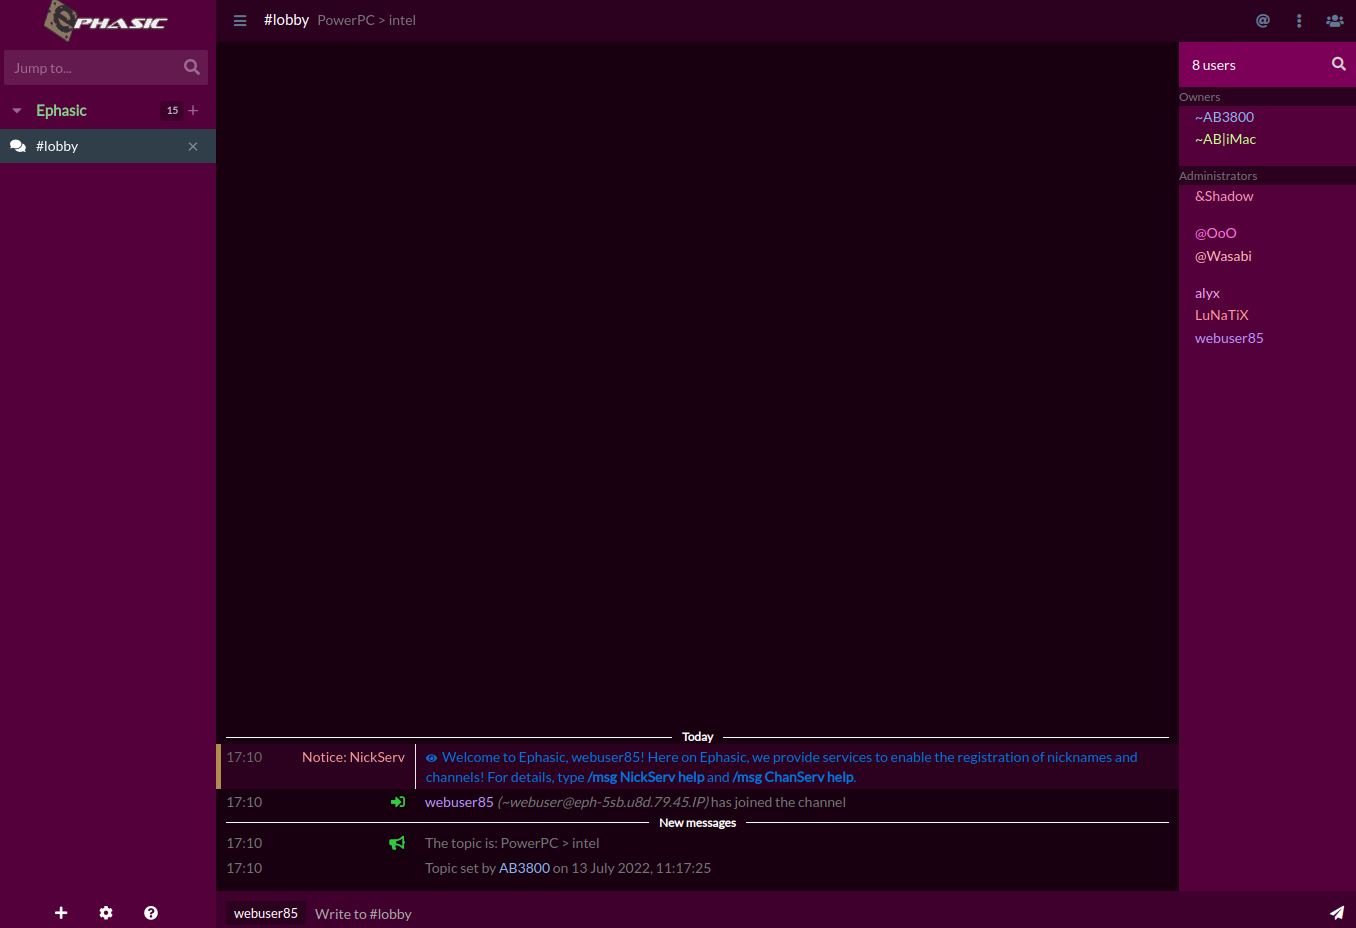 ePHASIC
#lobby PowerPC > intel
@
Jump to...
Ephasic 15
#lobby
8 users
Owners
~AB3800
~AB|iMac
Administrators
&Shadow
@OoO
@Wasabi
alyx
LuNaTiX
webuser85
Today
17:10 Notice: NickServ Welcome to Ephasic, webuser85! Here on Ephasic, we provide services to enable the registration of nicknames and
channels! For details, type /msg NickServ help and /msg ChanServ help.
17:10 webuser85 (~webuser@eph-5sb.u8d.79.45.IP) has joined the channel
New messages
17:10 The topic is: PowerPC > intel
17:10 Topic set by AB3800 on 13 July 2022, 11:17:25
webuser85 Write to #lobby